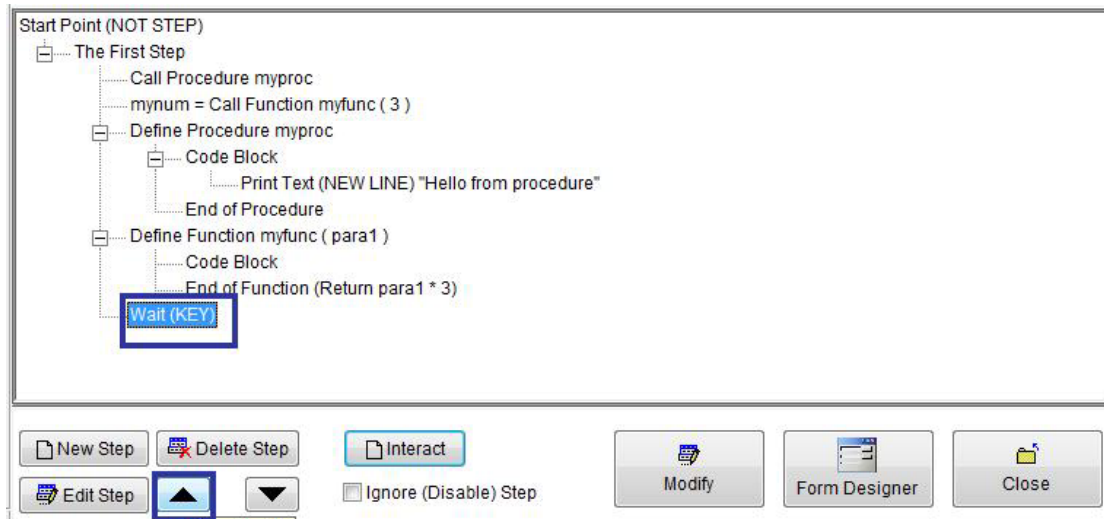 Start Point (NOT STEP)
The First Step
Call Procedure myproc
mynum = Call Function myfunc ( 3 )
Define Procedure myproc
Code Block
Print Text (NEW LINE) "Hello from procedure"
End of Procedure
Define Function myfunc ( para1 )
Code Block
End of Function (Return para1 * 3)
Wait (KEY)
New Step Delete Step Interact
Edit Step Ignore (Disable) Step Modify Form Designer Close